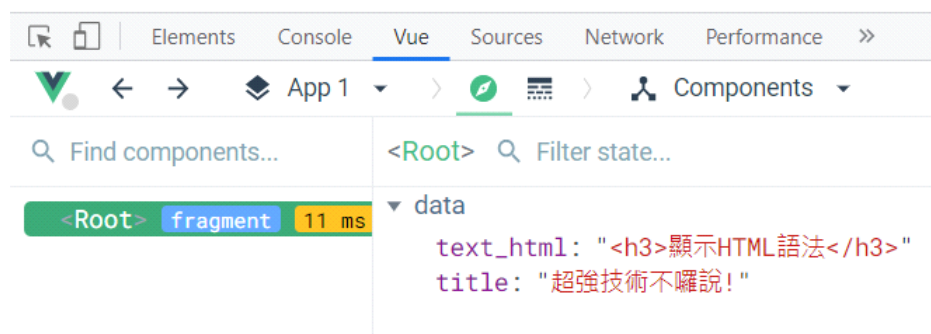 Elements Console Vue Sources Network Performance »
App 1 Components
Find components... <Root> Filter state...
<Root> fragment 11 ms
data
text_html: "<h3>顯示HTML語法</h3>"
title: "超強技術不囉說!"